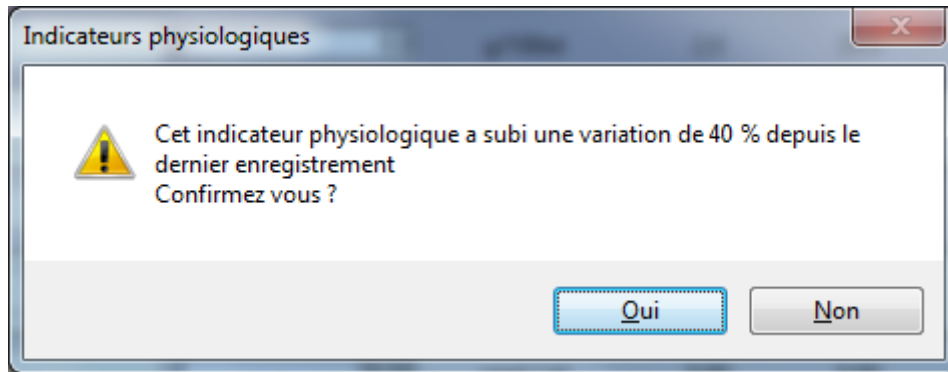 Indicateurs physiologiques
Cet indicateur physiologique a subi une variation de 40 % depuis le
dernier enregistrement
Confirmez vous ?
Oui
Non